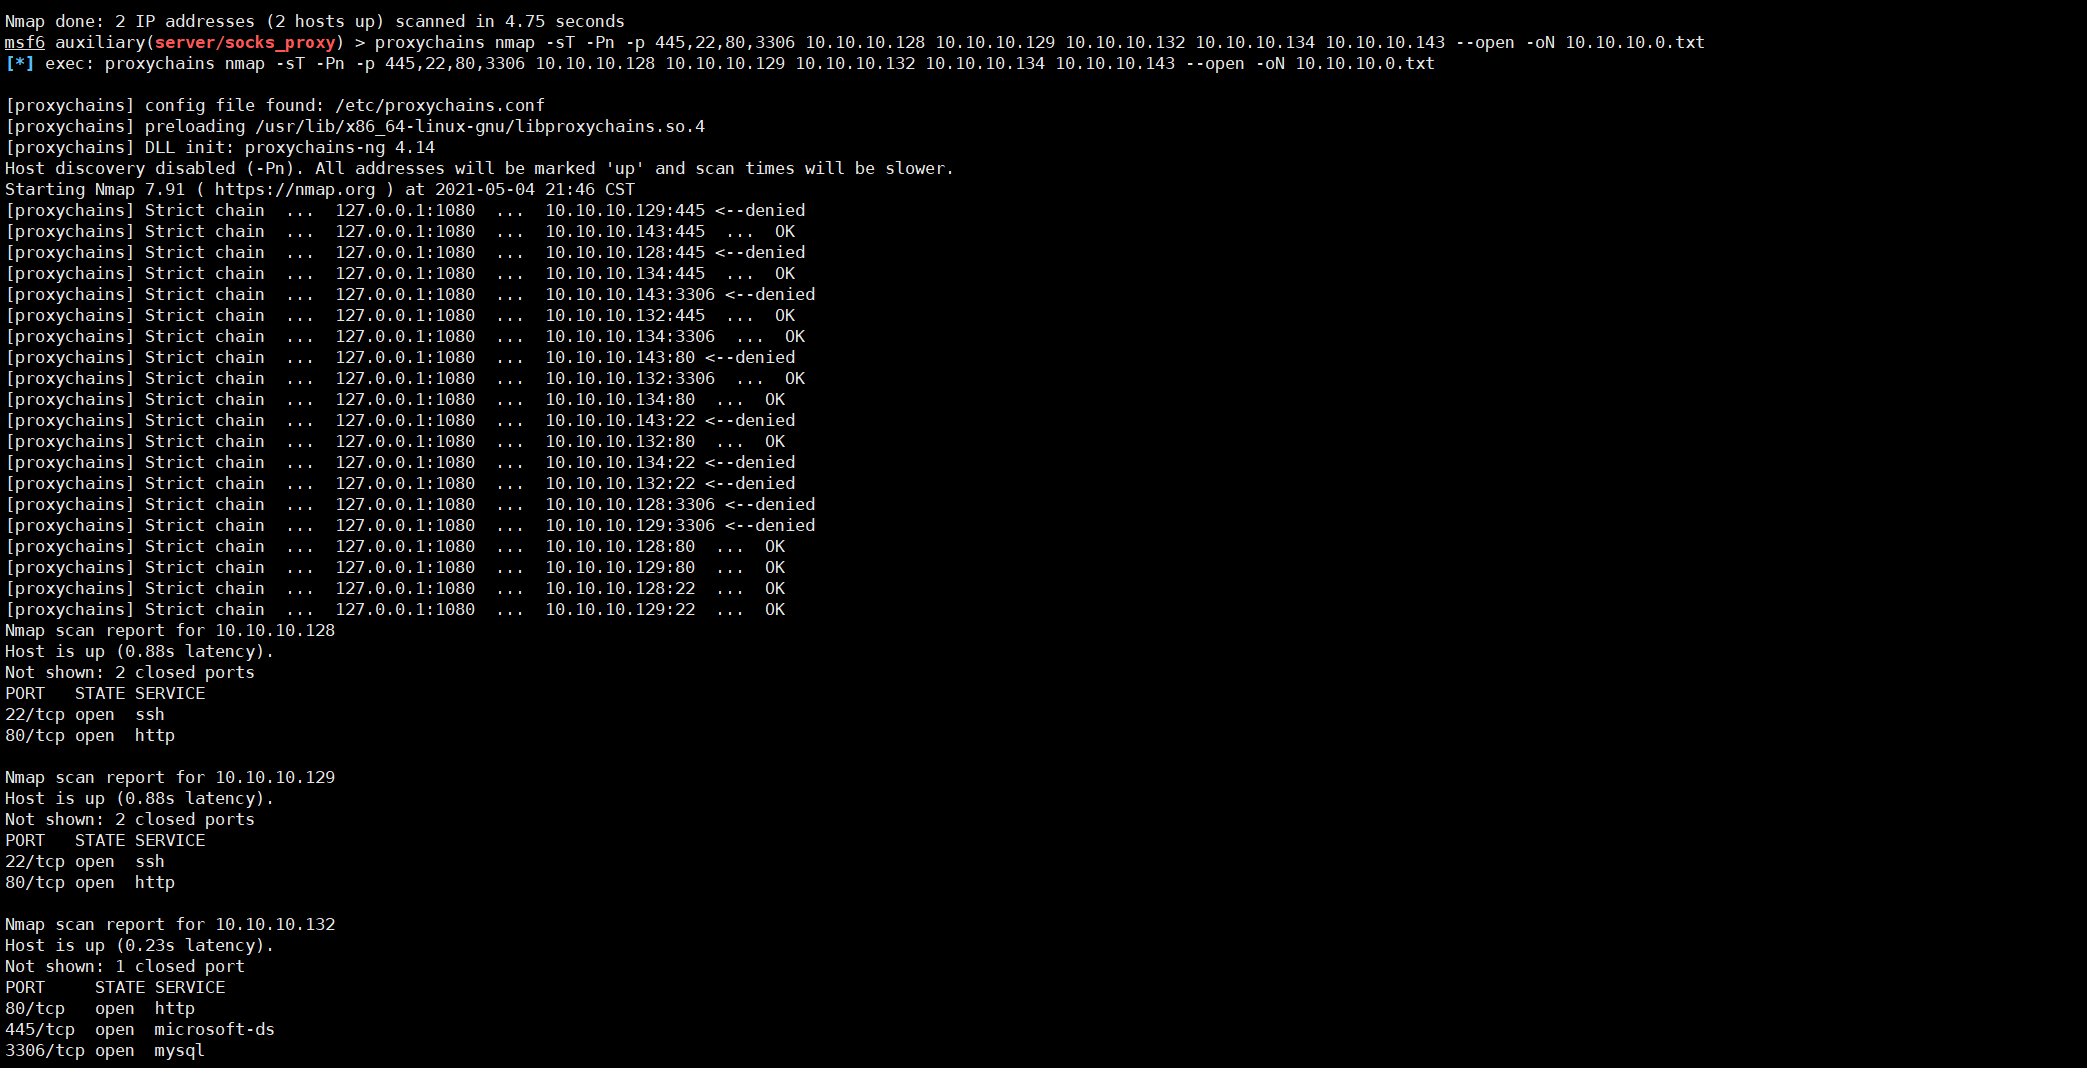 Nmap done: 2 IP addresses (2 hosts up) scanned in 4.75 seconds
msf6 auxiliary(server/socks_proxy) > proxychains nmap -sT -Pn -p 445,22,80,3306 10.10.10.128 10.10.10.129 10.10.10.132 10.10.10.134 10.10.10.143 --open -oN 10.10.10.0.txt
[*] exec: proxychains nmap -sT -Pn -p 445,22,80,3306 10.10.10.128 10.10.10.129 10.10.10.132 10.10.10.134 10.10.10.143 --open -oN 10.10.10.0.txt

[proxychains] config file found: /etc/proxychains.conf
[proxychains] preloading /usr/lib/x86_64-linux-gnu/libproxychains.so.4
[proxychains] DLL init: proxychains-ng 4.14
Host discovery disabled (-Pn). All addresses will be marked 'up' and scan times will be slower.
Starting Nmap 7.91 ( https://nmap.org ) at 2021-05-04 21:46 CST
[proxychains] Strict chain  ...  127.0.0.1:1080  ...  10.10.10.129:445 <--denied
[proxychains] Strict chain  ...  127.0.0.1:1080  ...  10.10.10.143:445  ...  OK
[proxychains] Strict chain  ...  127.0.0.1:1080  ...  10.10.10.128:445 <--denied
[proxychains] Strict chain  ...  127.0.0.1:1080  ...  10.10.10.134:445  ...  OK
[proxychains] Strict chain  ...  127.0.0.1:1080  ...  10.10.10.143:3306 <--denied
[proxychains] Strict chain  ...  127.0.0.1:1080  ...  10.10.10.132:445  ...  OK
[proxychains] Strict chain  ...  127.0.0.1:1080  ...  10.10.10.134:3306  ...  OK
[proxychains] Strict chain  ...  127.0.0.1:1080  ...  10.10.10.143:80 <--denied
[proxychains] Strict chain  ...  127.0.0.1:1080  ...  10.10.10.132:3306  ...  OK
[proxychains] Strict chain  ...  127.0.0.1:1080  ...  10.10.10.134:80  ...  OK
[proxychains] Strict chain  ...  127.0.0.1:1080  ...  10.10.10.143:22 <--denied
[proxychains] Strict chain  ...  127.0.0.1:1080  ...  10.10.10.132:80  ...  OK
[proxychains] Strict chain  ...  127.0.0.1:1080  ...  10.10.10.134:22 <--denied
[proxychains] Strict chain  ...  127.0.0.1:1080  ...  10.10.10.132:22 <--denied
[proxychains] Strict chain  ...  127.0.0.1:1080  ...  10.10.10.128:3306 <--denied
[proxychains] Strict chain  ...  127.0.0.1:1080  ...  10.10.10.129:3306 <--denied
[proxychains] Strict chain  ...  127.0.0.1:1080  ...  10.10.10.128:80  ...  OK
[proxychains] Strict chain  ...  127.0.0.1:1080  ...  10.10.10.129:80  ...  OK
[proxychains] Strict chain  ...  127.0.0.1:1080  ...  10.10.10.128:22  ...  OK
[proxychains] Strict chain  ...  127.0.0.1:1080  ...  10.10.10.129:22  ...  OK
Nmap scan report for 10.10.10.128
Host is up (0.88s latency).
Not shown: 2 closed ports
PORT   STATE SERVICE
22/tcp open  ssh
80/tcp open  http

Nmap scan report for 10.10.10.129
Host is up (0.88s latency).
Not shown: 2 closed ports
PORT   STATE SERVICE
22/tcp open  ssh
80/tcp open  http

Nmap scan report for 10.10.10.132
Host is up (0.23s latency).
Not shown: 1 closed port
PORT     STATE SERVICE
80/tcp   open  http
445/tcp  open  microsoft-ds
3306/tcp open  mysql